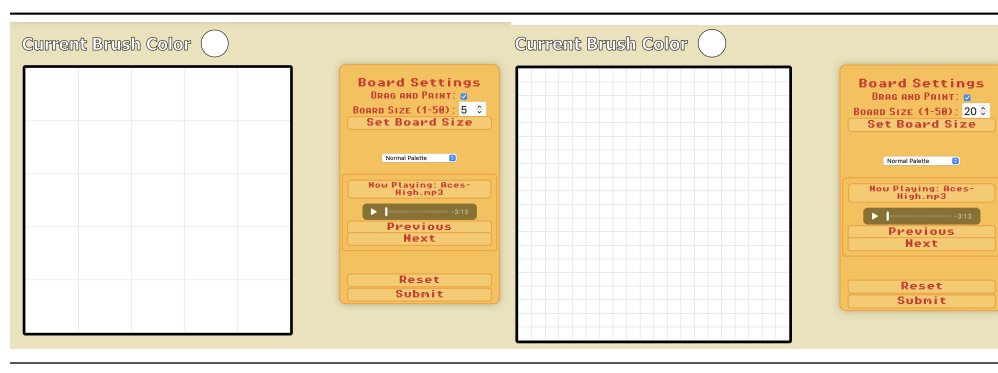 Current Brush Color
Board Settings
Drag and Paint:
Board Size (1-50): 5
Set Board Size
Normal Palette
Now Playing: Aces-
High.mp3
-3:13
Previous
Next
Reset
Submit
Current Brush Color
Board Settings
Drag and Paint:
Board Size (1-50): 20
Set Board Size
Normal Palette
Now Playing: Aces-
High.mp3
-3:13
Previous
Next
Reset
Submit